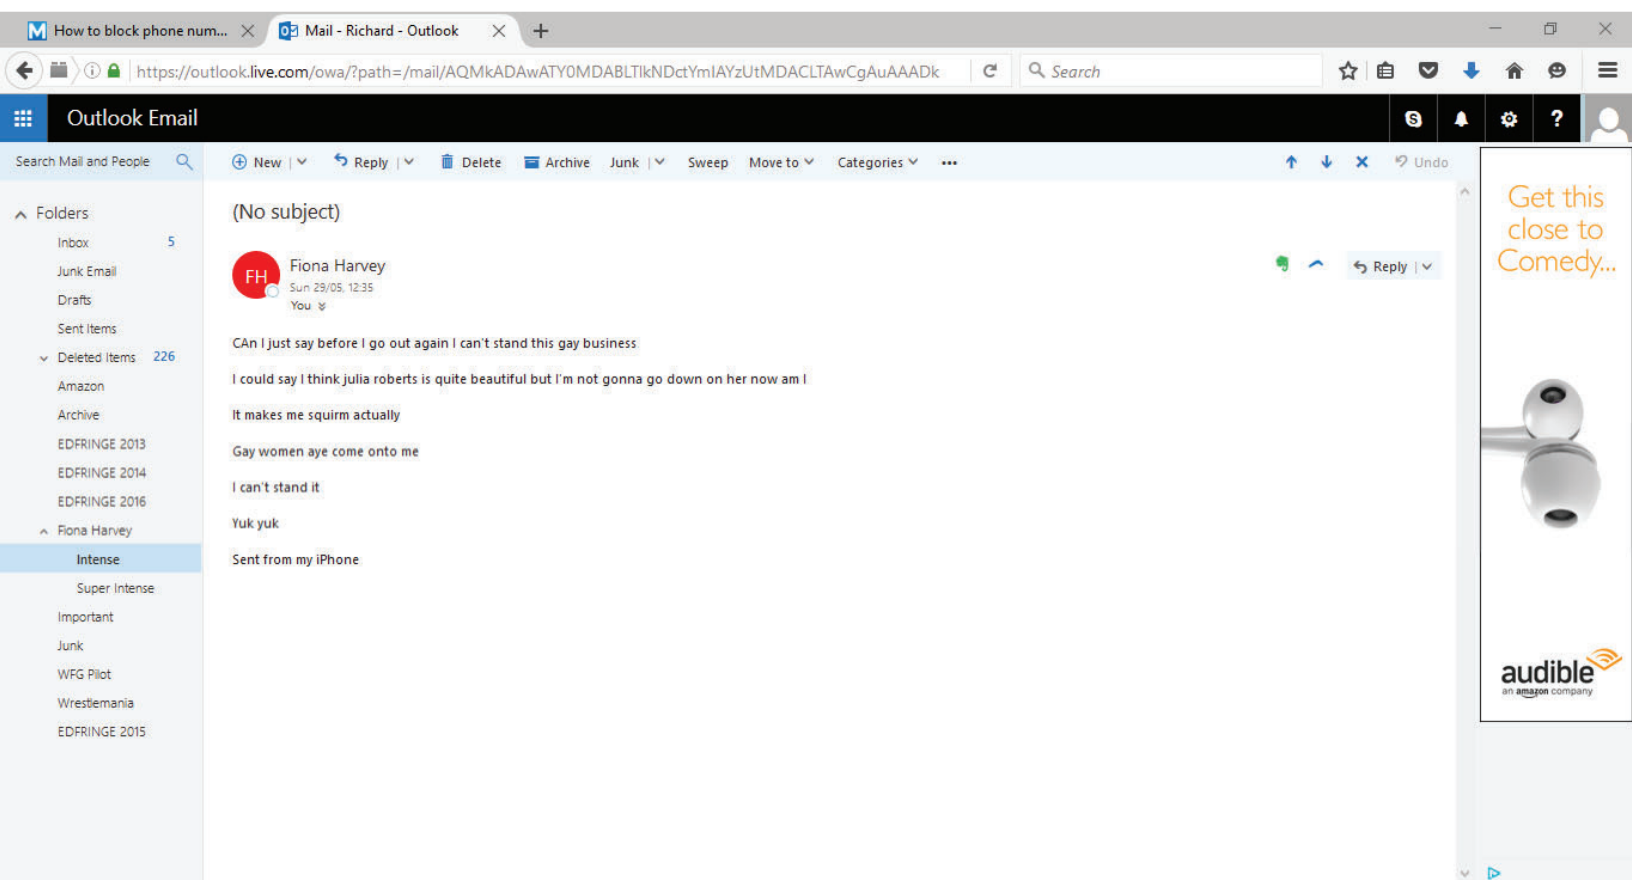 How to block phone num...
Mail - Richard - Outlook
https://outlook.live.com/owa/?path=/mail/AQMkADAwATY0MDABLTlkNDctYmIAYzUtMDACLTAwCgAuAAADk
Search
Outlook Email
?
Search Mail and People
New
Reply
Delete
Archive
Junk
Sweep
Move to
Categories
Undo
Folders
Inbox 5
Junk Email
Drafts
Sent Items
Deleted Items 226
Amazon
Archive
EDFRINGE 2013
EDFRINGE 2014
EDFRINGE 2016
Fiona Harvey
Intense
Super Intense
Important
Junk
WFG Pilot
Wrestlemania
EDFRINGE 2015
(No subject)
FH
Fiona Harvey
Sun 29/05, 12:35
You
Reply
CAn I just say before I go out again I can't stand this gay business
I could say I think julia roberts is quite beautiful but I'm not gonna go down on her now am I
It makes me squirm actually
Gay women aye come onto me
I can't stand it
Yuk yuk
Sent from my iPhone
Get this
close to
Comedy...
audible
an amazon company